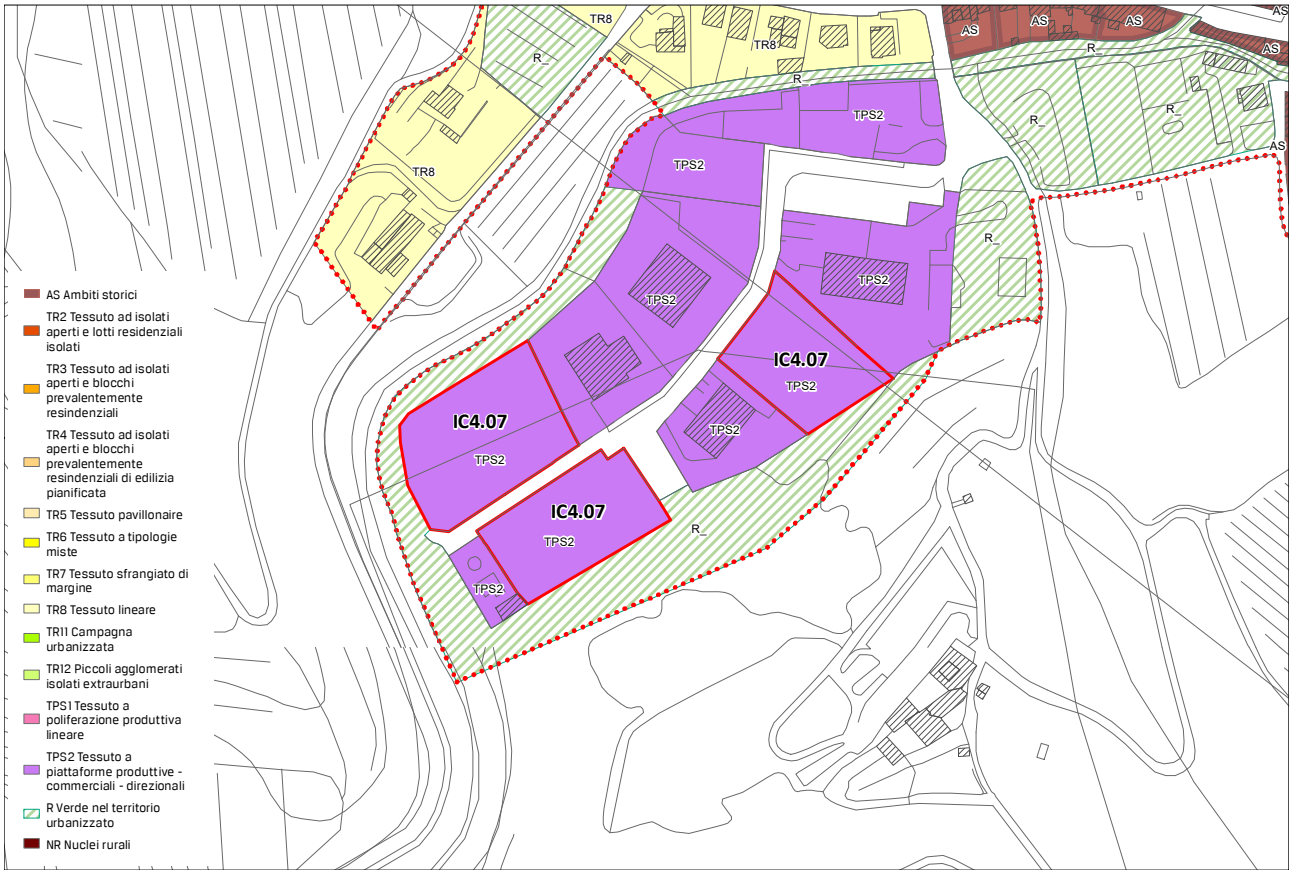 AS
TR8
AS
AS
AS
TR8
R_
AS
R_
R_
TPS2
R_
R_
AS
TPS2
TR8
R_
TPS2
TPS2
IC4.07
TPS2
IC4.07
TPS2
TPS2
IC4.07
R_
TPS2
TPS2
AS Ambiti storici
TR2 Tessuto ad isolati
aperti e lotti residenziali
isolati
TR3 Tessuto ad isolati
aperti e blocchi
prevalentemente
resindenziali
TR4 Tessuto ad isolati
aperti e blocchi
prevalentemente
resindenziali di edilizia
pianificata
TR5 Tessuto pavillonaire
TR6 Tessuto a tipologie
miste
TR7 Tessuto sfrangiato di
margine
TR8 Tessuto lineare
TR11 Campagna
urbanizzata
TR12 Piccoli agglomerati
isolati extraurbani
TPS1 Tessuto a
poliferazione produttiva
lineare
TPS2 Tessuto a
piattaforme produttive -
commerciali - direzionali
R Verde nel territorio
urbanizzato
NR Nuclei rurali